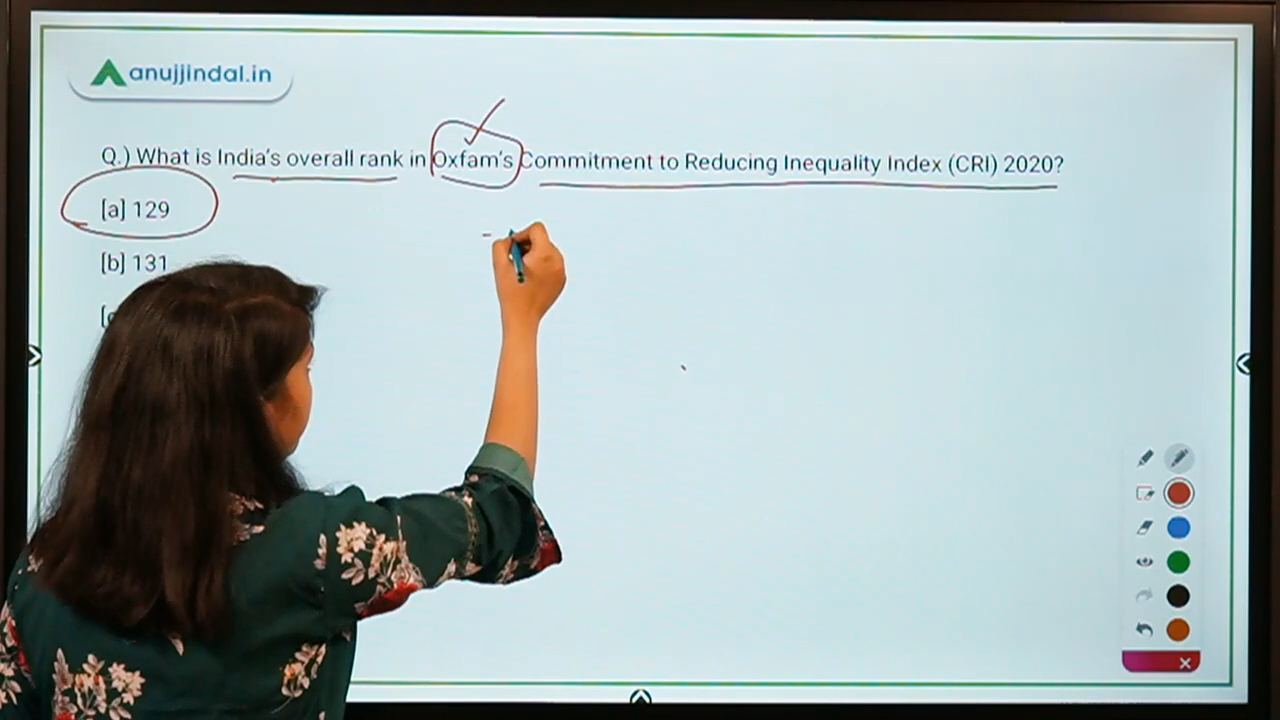 anujjindal.in
Q.) What is India's overall rank in Oxfam's Commitment to Reducing Inequality Index (CRI) 2020?
[a] 129
[b] 131